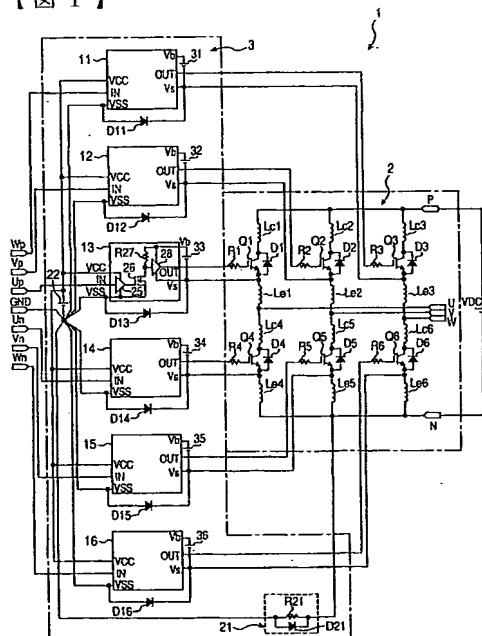 【図1】
1
3
11
Vb
31
OUT
VCC
IN
Vs
VSS
D11
12
Vb
32
OUT
VCC
IN
Vs
VSS
D12
2
Lc1
Lc2
Lc3
P
Q1
Q2
Q3
R1
D1
R2
D2
R3
D3
Wp
Vp
Up
GND
Un
Vn
Wn
22
13
R27
28
Vb
33
26
VCC
OUT
IN
25
Vs
VSS
D13
Le1
Le2
Le3
U
V
W
VDC
14
Vb
34
OUT
VCC
IN
Vs
VSS
D14
Lc4
Lc5
Lc6
Q4
Q5
Q6
R4
D4
R5
D5
R6
D6
Le4
Le5
Le6
N
15
Vb
35
OUT
VCC
IN
Vs
VSS
D15
16
Vb
36
OUT
VCC
IN
Vs
VSS
D16
R21
21
D21